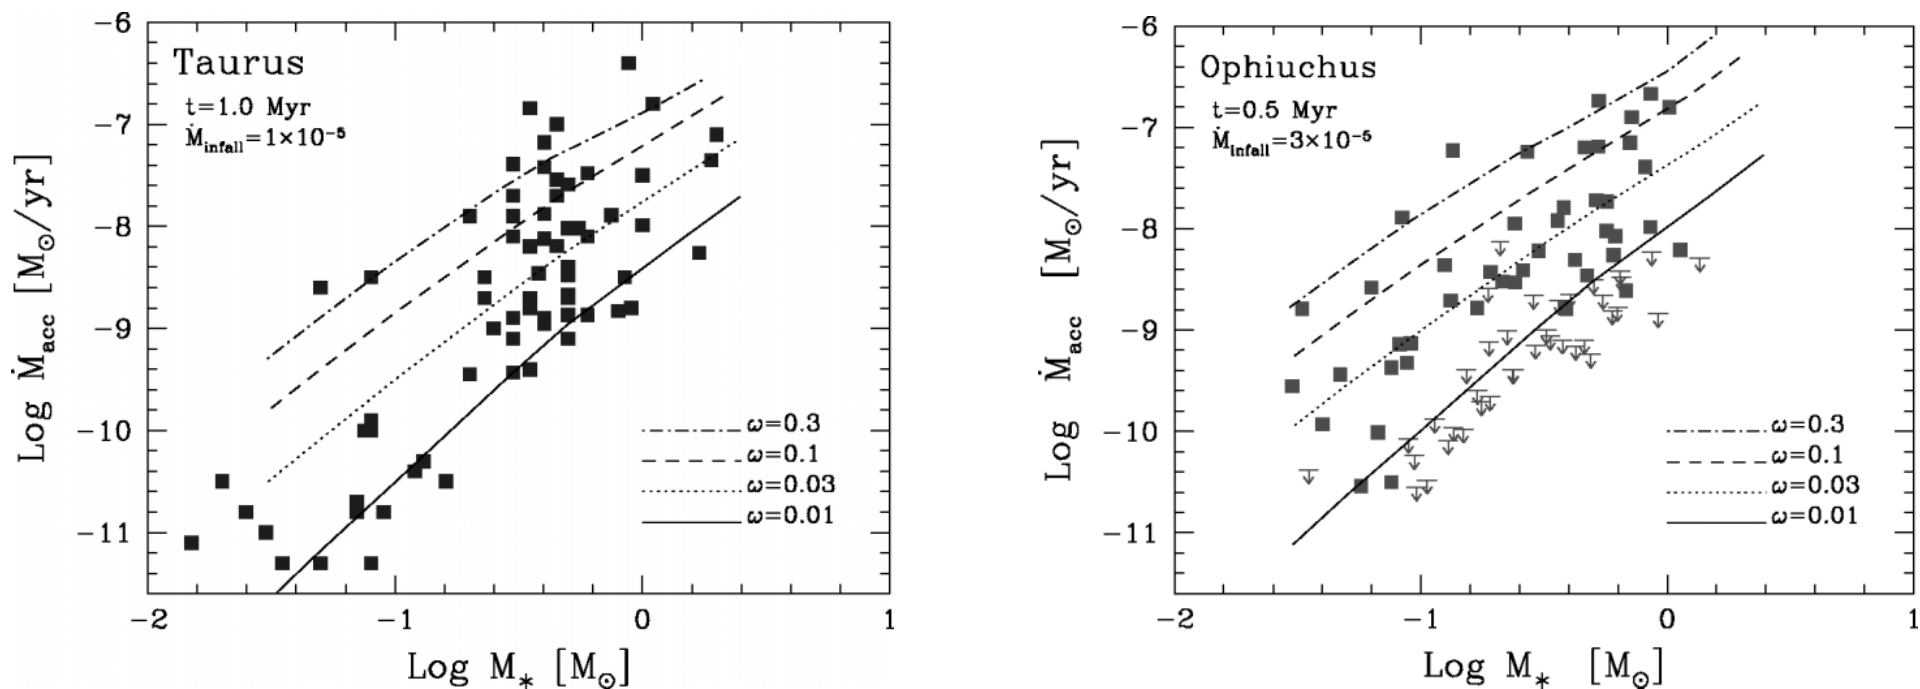 Taurus
t=1.0 Myr
Ṁinfall=1×10⁻⁵
-6
-7
-8
-9
-10
-11
Log Ṁacc [M⊙/yr]
ω=0.3
ω=0.1
ω=0.03
ω=0.01
-2
-1
0
1
Log M* [M⊙]
Ophiuchus
t=0.5 Myr
Ṁinfall=3×10⁻⁵
-6
-7
-8
-9
-10
-11
Log Ṁacc [M⊙/yr]
ω=0.3
ω=0.1
ω=0.03
ω=0.01
-2
-1
0
1
Log M* [M⊙]